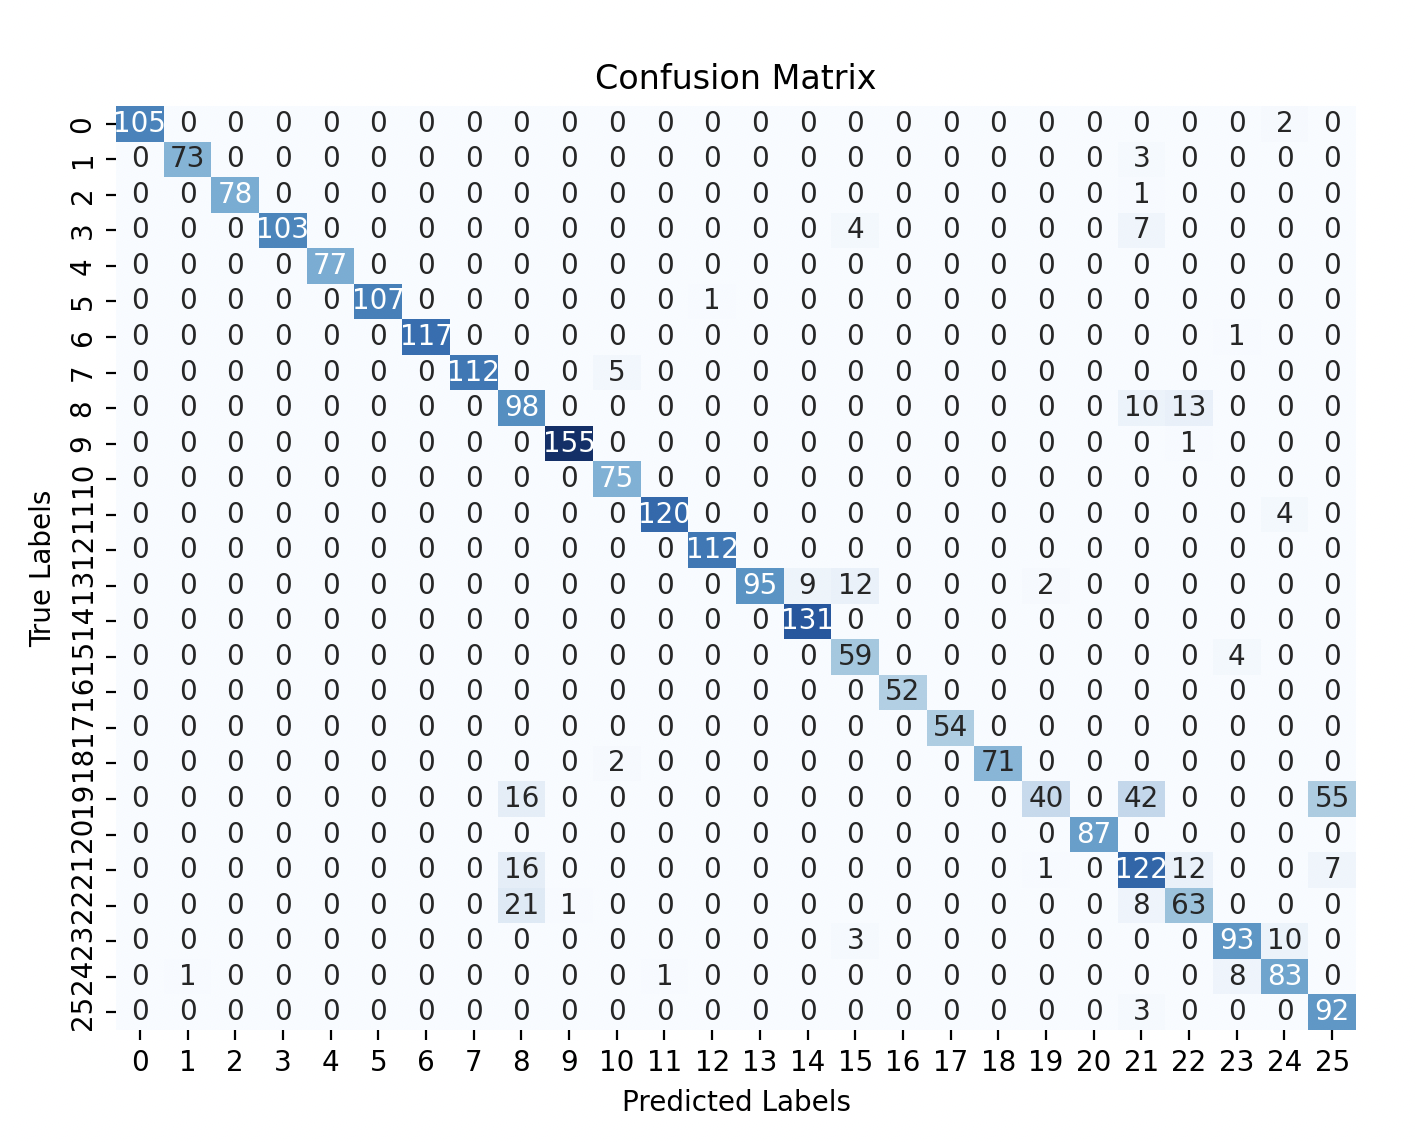 Confusion Matrix
0 105 0 0 0 0 0 0 0 0 0 0 0 0 0 0 0 0 0 0 0 0 0 0 0 2 0
1 0 73 0 0 0 0 0 0 0 0 0 0 0 0 0 0 0 0 0 0 0 3 0 0 0 0
2 0 0 78 0 0 0 0 0 0 0 0 0 0 0 0 0 0 0 0 0 0 1 0 0 0 0
3 0 0 0 103 0 0 0 0 0 0 0 0 0 0 0 4 0 0 0 0 0 7 0 0 0 0
4 0 0 0 0 77 0 0 0 0 0 0 0 0 0 0 0 0 0 0 0 0 0 0 0 0 0
5 0 0 0 0 0 107 0 0 0 0 0 0 1 0 0 0 0 0 0 0 0 0 0 0 0 0
6 0 0 0 0 0 0 117 0 0 0 0 0 0 0 0 0 0 0 0 0 0 0 0 1 0 0
7 0 0 0 0 0 0 0 112 0 0 5 0 0 0 0 0 0 0 0 0 0 0 0 0 0 0
8 0 0 0 0 0 0 0 0 98 0 0 0 0 0 0 0 0 0 0 0 0 10 13 0 0 0
9 0 0 0 0 0 0 0 0 0 155 0 0 0 0 0 0 0 0 0 0 0 0 1 0 0 0
10 0 0 0 0 0 0 0 0 0 0 75 0 0 0 0 0 0 0 0 0 0 0 0 0 0 0
11 0 0 0 0 0 0 0 0 0 0 0 120 0 0 0 0 0 0 0 0 0 0 0 0 4 0
12 0 0 0 0 0 0 0 0 0 0 0 0 112 0 0 0 0 0 0 0 0 0 0 0 0 0
13 0 0 0 0 0 0 0 0 0 0 0 0 0 95 9 12 0 0 0 2 0 0 0 0 0 0
14 0 0 0 0 0 0 0 0 0 0 0 0 0 0 131 0 0 0 0 0 0 0 0 0 0 0
15 0 0 0 0 0 0 0 0 0 0 0 0 0 0 0 59 0 0 0 0 0 0 0 4 0 0
16 0 0 0 0 0 0 0 0 0 0 0 0 0 0 0 0 52 0 0 0 0 0 0 0 0 0
17 0 0 0 0 0 0 0 0 0 0 0 0 0 0 0 0 0 54 0 0 0 0 0 0 0 0
18 0 0 0 0 0 0 0 0 0 0 2 0 0 0 0 0 0 0 71 0 0 0 0 0 0 0
19 0 0 0 0 0 0 0 0 16 0 0 0 0 0 0 0 0 0 0 40 0 42 0 0 0 55
20 0 0 0 0 0 0 0 0 0 0 0 0 0 0 0 0 0 0 0 0 87 0 0 0 0 0
21 0 0 0 0 0 0 0 0 16 0 0 0 0 0 0 0 0 0 0 1 0 122 12 0 0 7
22 0 0 0 0 0 0 0 0 21 1 0 0 0 0 0 0 0 0 0 0 0 8 63 0 0 0
23 0 0 0 0 0 0 0 0 0 0 0 0 0 0 0 3 0 0 0 0 0 0 0 93 10 0
24 0 1 0 0 0 0 0 0 0 0 0 1 0 0 0 0 0 0 0 0 0 0 0 8 83 0
25 0 0 0 0 0 0 0 0 0 0 0 0 0 0 0 0 0 0 0 0 0 3 0 0 0 92
0 1 2 3 4 5 6 7 8 9 10 11 12 13 14 15 16 17 18 19 20 21 22 23 24 25
Predicted Labels
True Labels